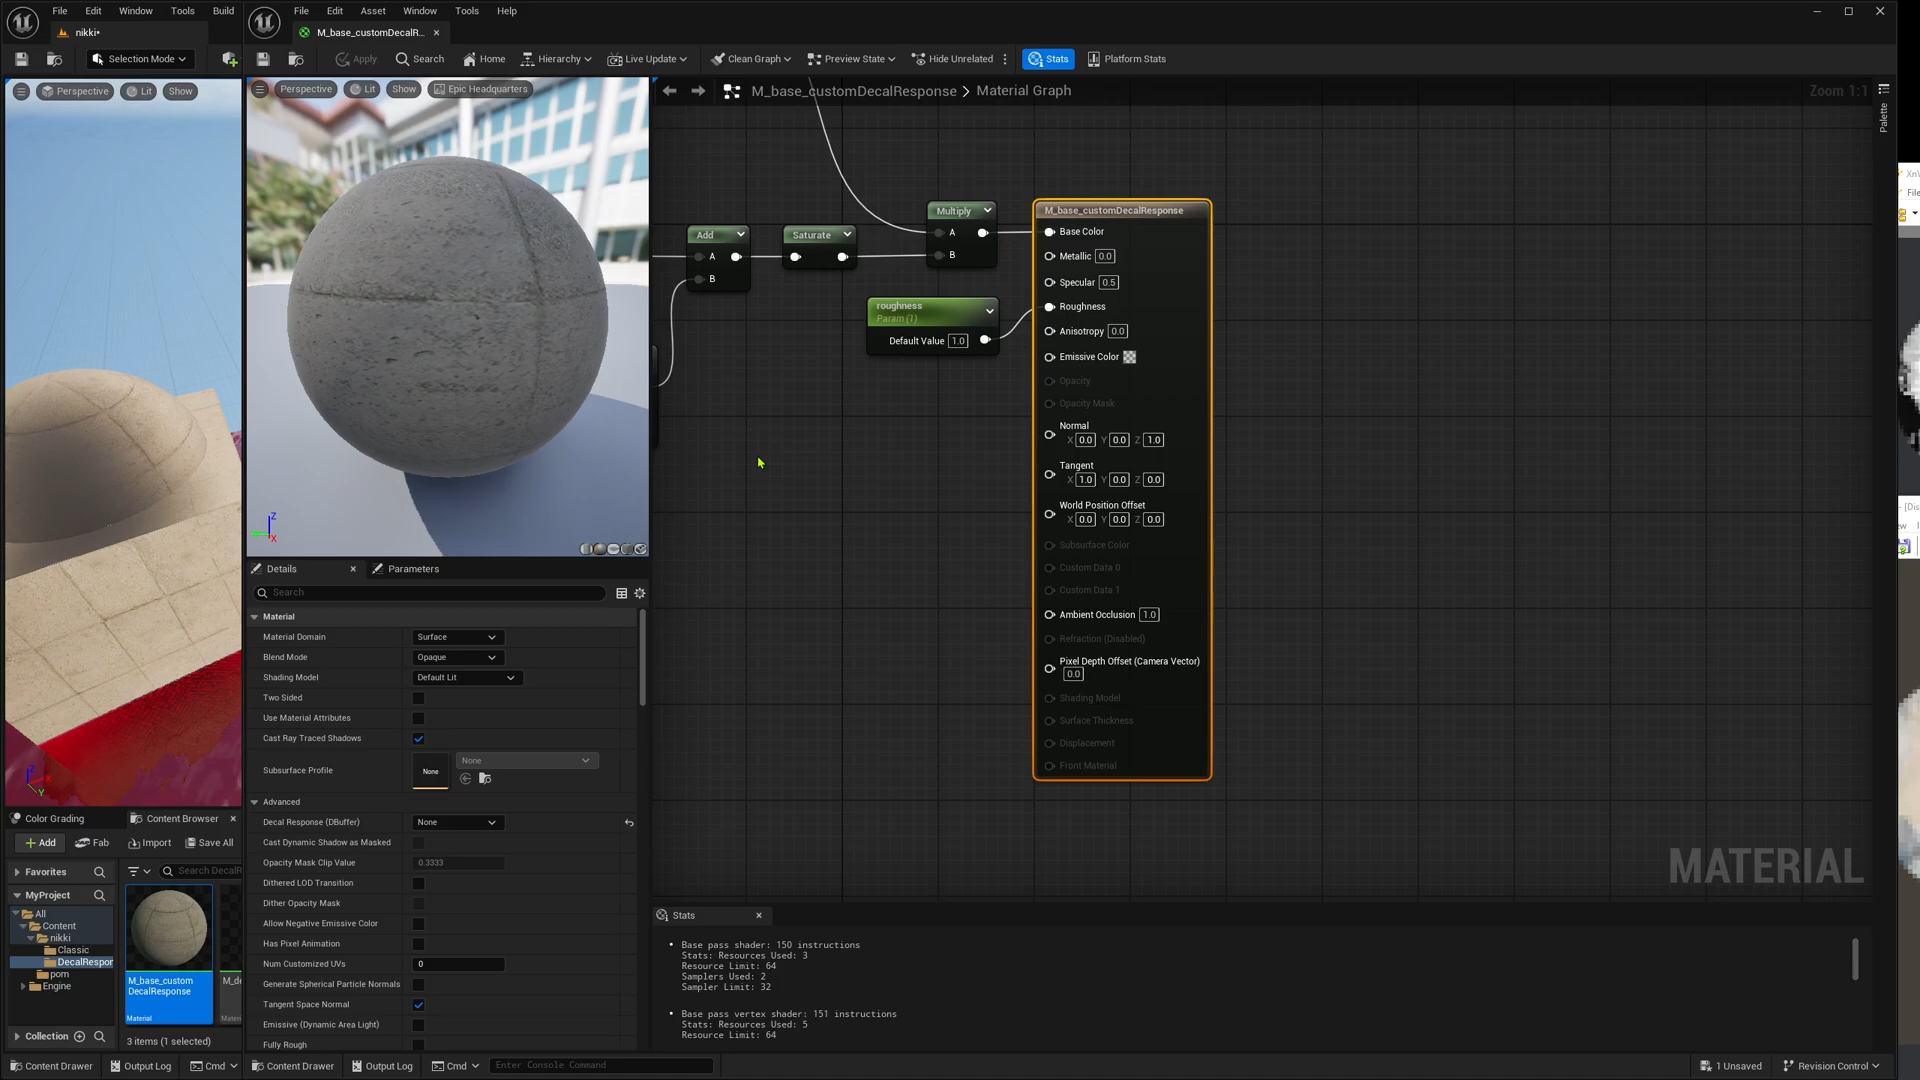 File Edit Window Tools Build
nikki•
Selection Mode
Perspective Lit Show
File Edit Asset Window Tools Help
M_base_customDecalR...
Apply Search Home Hierarchy Live Update Clean Graph Preview State Hide Unrelated Stats Platform Stats
Perspective Lit Show Epic Headquarters
M_base_customDecalResponse > Material Graph
Zoom 1:1
Palette
Add
A
B
Saturate
Multiply
A
B
roughness
Param (1)
Default Value 1.0
M_base_customDecalResponse
Base Color
Metallic 0.0
Specular 0.5
Roughness
Anisotropy 0.0
Emissive Color
Opacity
Opacity Mask
Normal
X 0.0 Y 0.0 Z 1.0
Tangent
X 1.0 Y 0.0 Z 0.0
World Position Offset
X 0.0 Y 0.0 Z 0.0
Subsurface Color
Custom Data 0
Custom Data 1
Ambient Occlusion 1.0
Refraction (Disabled)
Pixel Depth Offset (Camera Vector)
0.0
Shading Model
Surface Thickness
Displacement
Front Material
MATERIAL
Z
X
Details Parameters
Search
Material
Material Domain Surface
Blend Mode Opaque
Shading Model Default Lit
Two Sided
Use Material Attributes
Cast Ray Traced Shadows
Subsurface Profile None None
Advanced
Decal Response (DBuffer) None
Cast Dynamic Shadow as Masked
Opacity Mask Clip Value 0.3333
Dithered LOD Transition
Dither Opacity Mask
Allow Negative Emissive Color
Has Pixel Animation
Num Customized UVs 0
Generate Spherical Particle Normals
Tangent Space Normal
Emissive (Dynamic Area Light)
Fully Rough
Stats
• Base pass shader: 150 instructions
Stats: Resources Used: 3
Resource Limit: 64
Samplers Used: 2
Sampler Limit: 32
• Base pass vertex shader: 151 instructions
Stats: Resources Used: 5
Resource Limit: 64
Z
X
Y
Color Grading Content Browser
Add Fab Import Save All
Favorites
Search DecalR
MyProject
All
Content
nikki
Classic
DecalRespor
pom
Engine
M_base_custom
DecalResponse
Material
M_de
Mater
Collection
3 items (1 selected)
Content Drawer Output Log Cmd
Content Drawer Output Log Cmd Enter Console Command
1 Unsaved Revision Control
XnV
File
[Dis